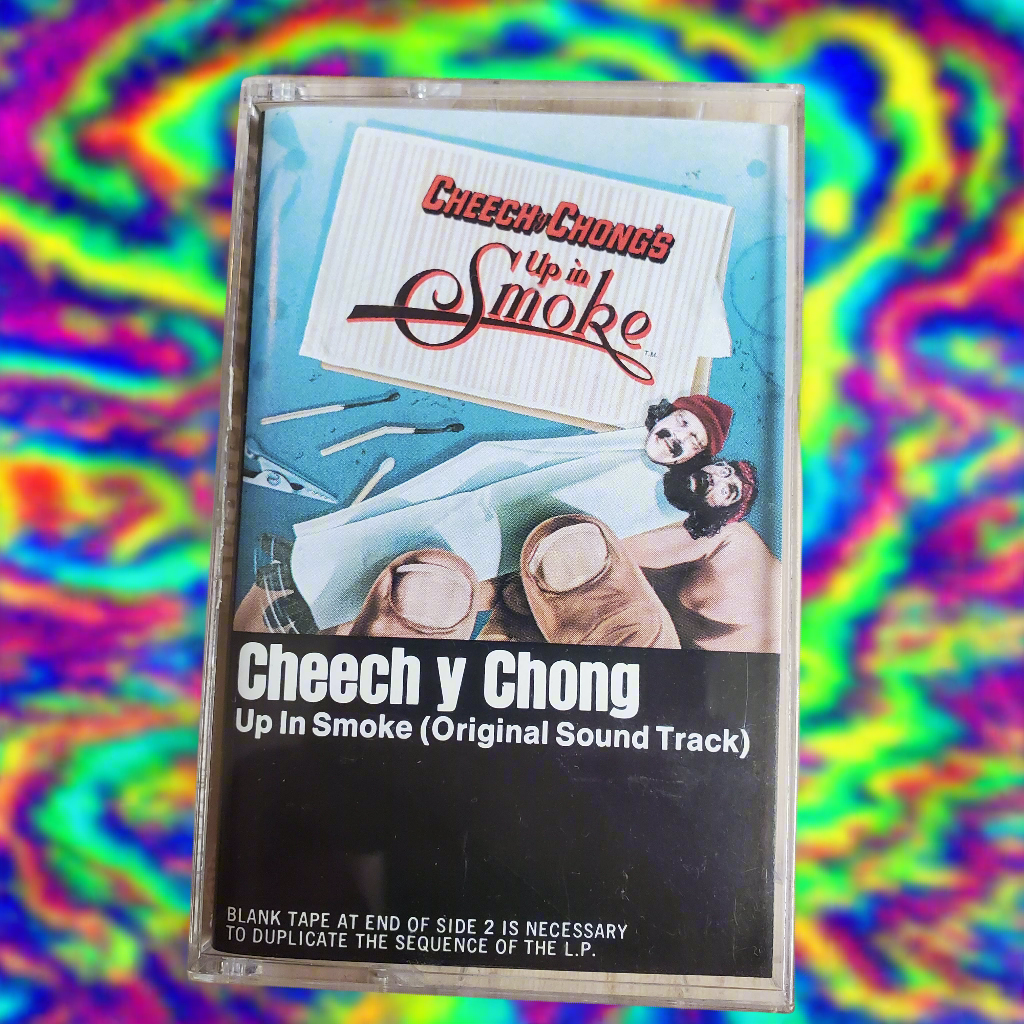 CHEECH y CHONG'S
Up in
Smoke
T.M.
Cheech y Chong
Up In Smoke (Original Sound Track)
BLANK TAPE AT END OF SIDE 2 IS NECESSARY
TO DUPLICATE THE SEQUENCE OF THE L.P.